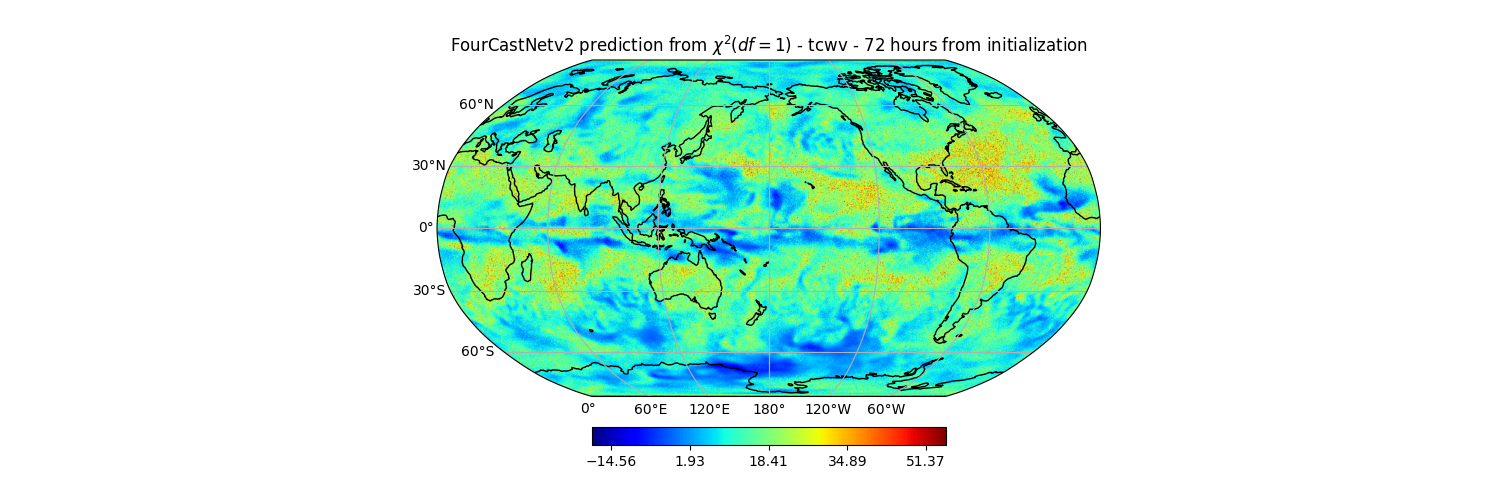 FourCastNetv2 prediction from χ²(df = 1) - tcwv - 72 hours from initialization
60°N
30°N
0°
30°S
60°S
0° 60°E 120°E 180° 120°W 60°W
−14.56 1.93 18.41 34.89 51.37